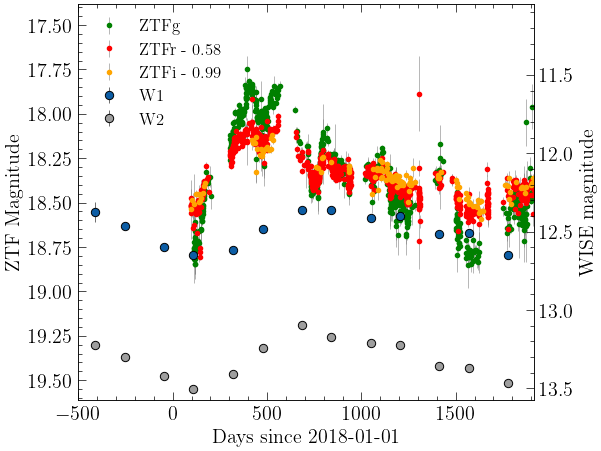 ZTFg
ZTFr - 0.58
ZTFi - 0.99
W1
W2
17.50
17.75
18.00
18.25
18.50
18.75
19.00
19.25
19.50
ZTF Magnitude
11.5
12.0
12.5
13.0
13.5
WISE magnitude
−500 0 500 1000 1500
Days since 2018-01-01